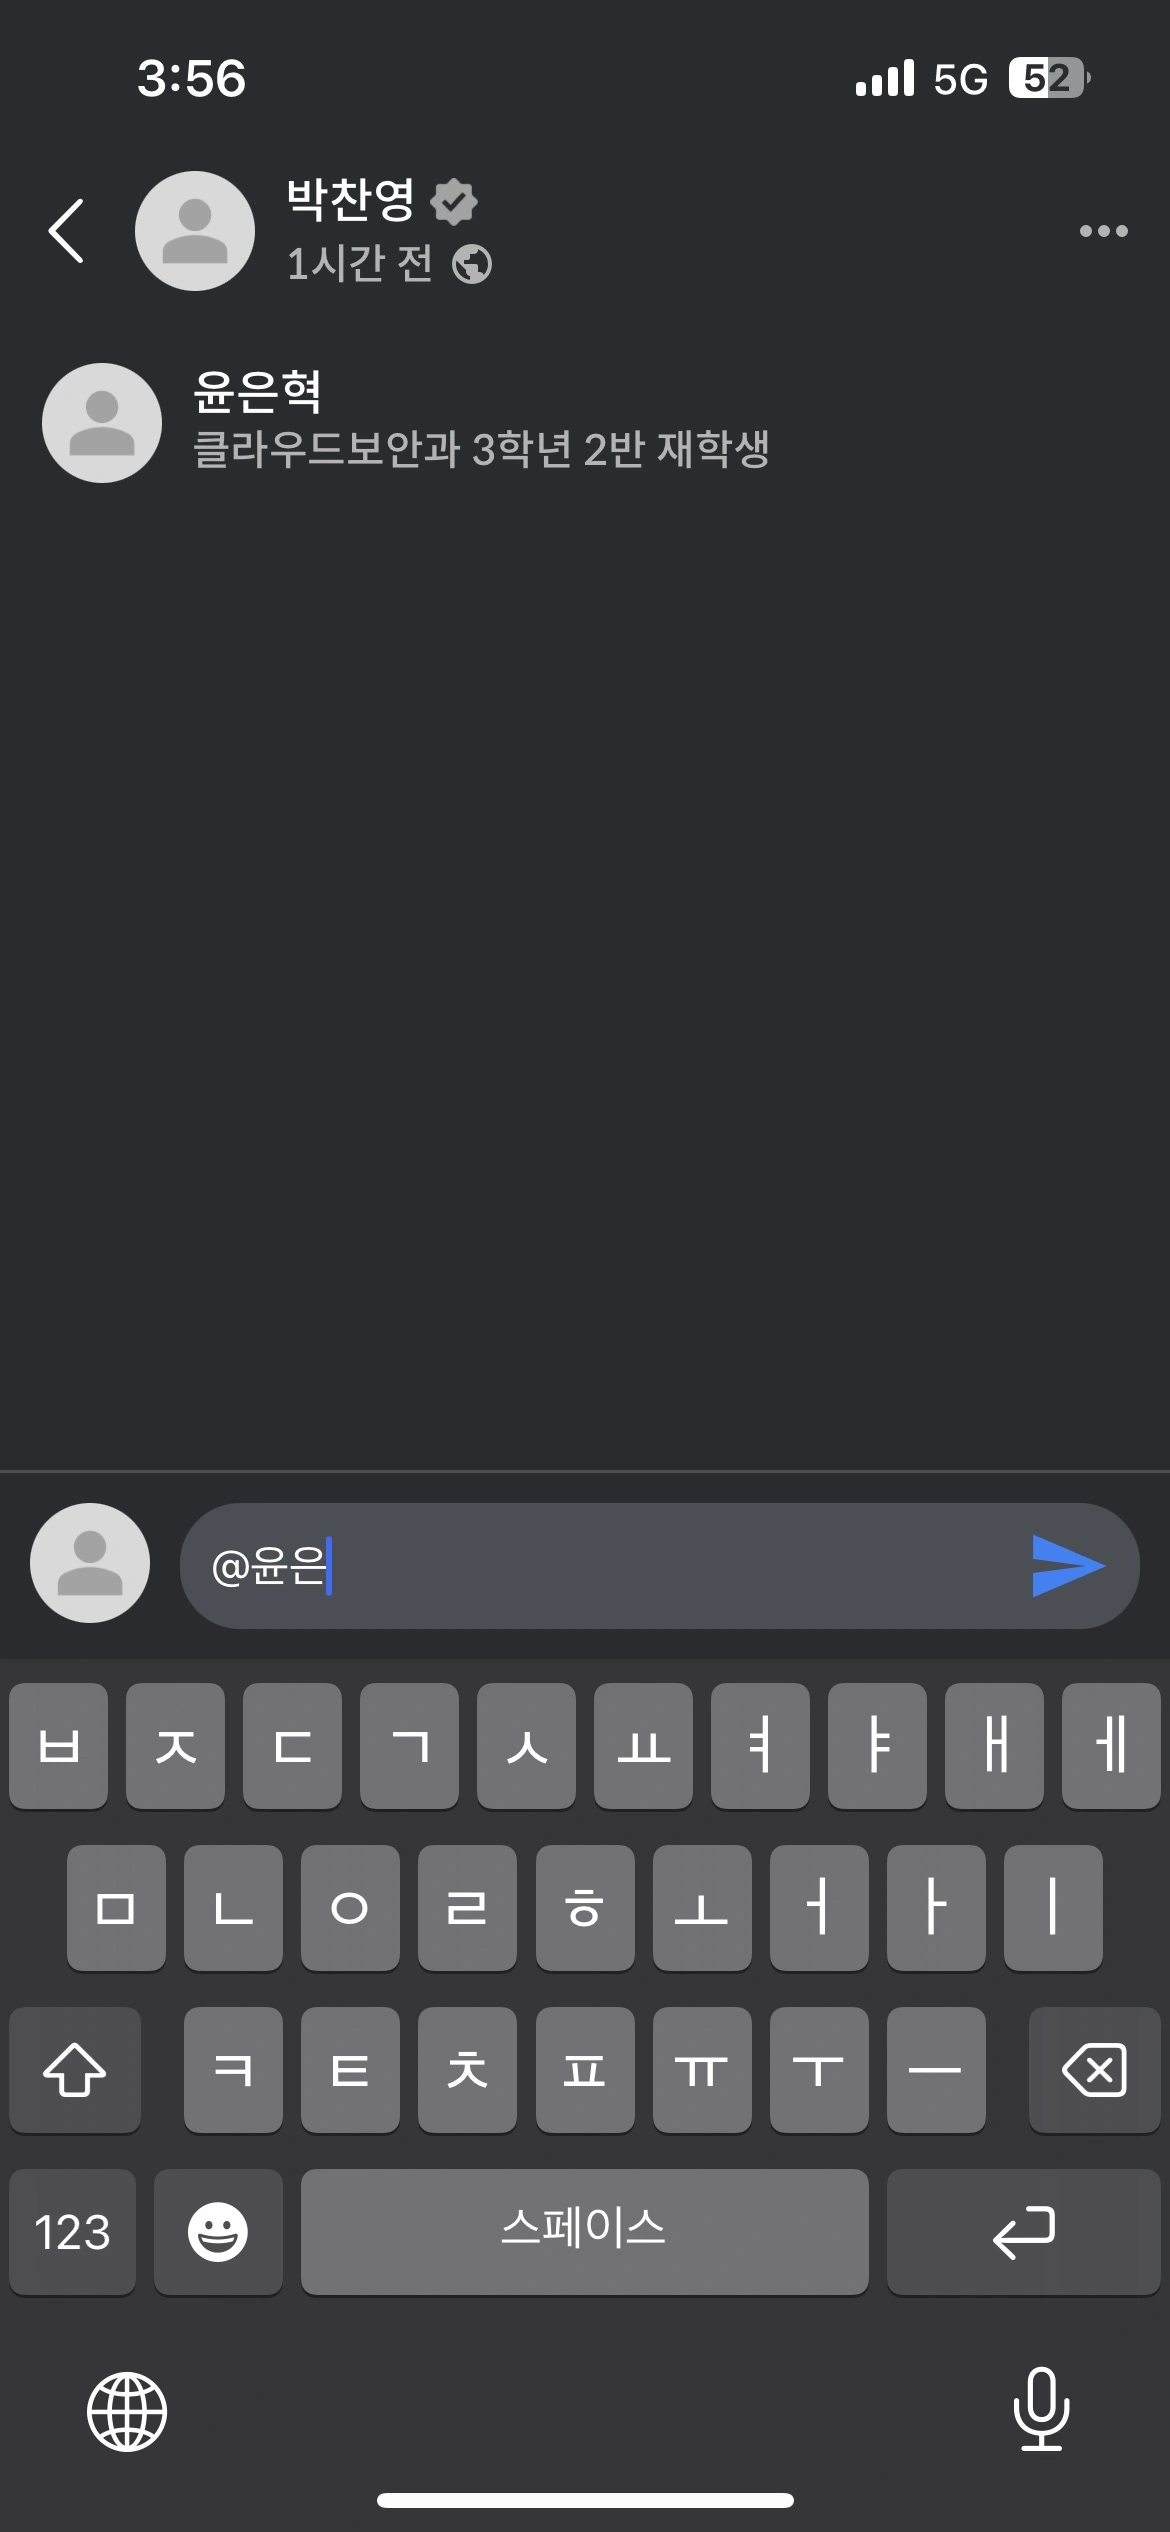 3:56 5G 52
박찬영
1시간 전
윤은혁
클라우드보안과 3학년 2반 재학생
@윤은
ㅂ ㅈ ㄷ ㄱ ㅅ ㅛ ㅕ ㅑ ㅐ ㅔ
ㅁ ㄴ ㅇ ㄹ ㅎ ㅗ ㅓ ㅏ ㅣ
ㅋ ㅌ ㅊ ㅍ ㅠ ㅜ ㅡ
123 스페이스